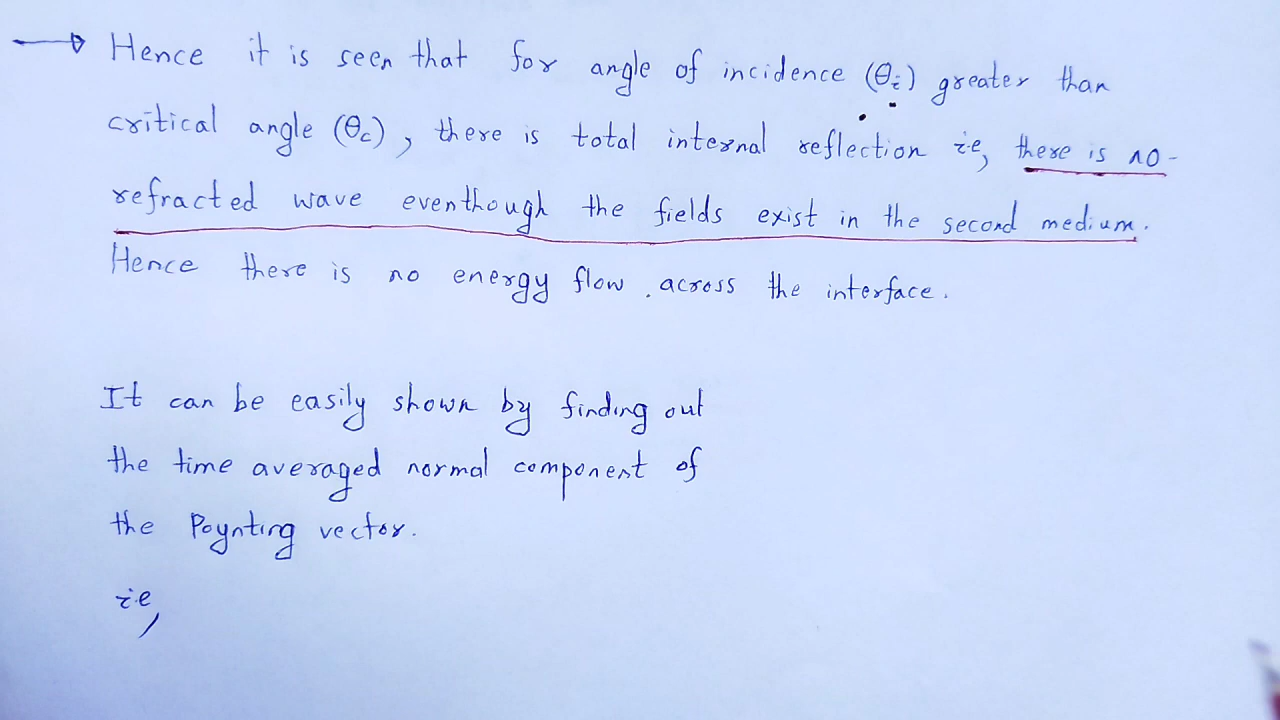 → Hence it is seen that for angle of incidence (θi) greater than
critical angle (θc), there is total internal reflection i.e, there is no-
refracted wave eventhough the fields exist in the second medium.
Hence there is no energy flow across the interface.
It can be easily shown by finding out
the time averaged normal component of
the Poynting vector.
i.e,